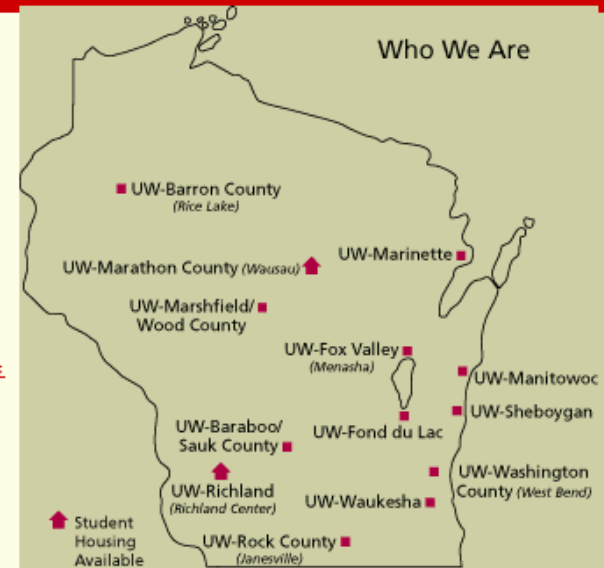 Who We Are
UW-Barron County
(Rice Lake)
UW-Marinette
UW-Marathon County (Wausau)
UW-Marshfield/
Wood County
UW-Fox Valley
(Menasha)
UW-Manitowoc
UW-Sheboygan
UW-Baraboo/
Sauk County
UW-Fond du Lac
UW-Richland
(Richland Center)
UW-Washington
County (West Bend)
UW-Waukesha
UW-Rock County
(Janesville)
Student
Housing
Available